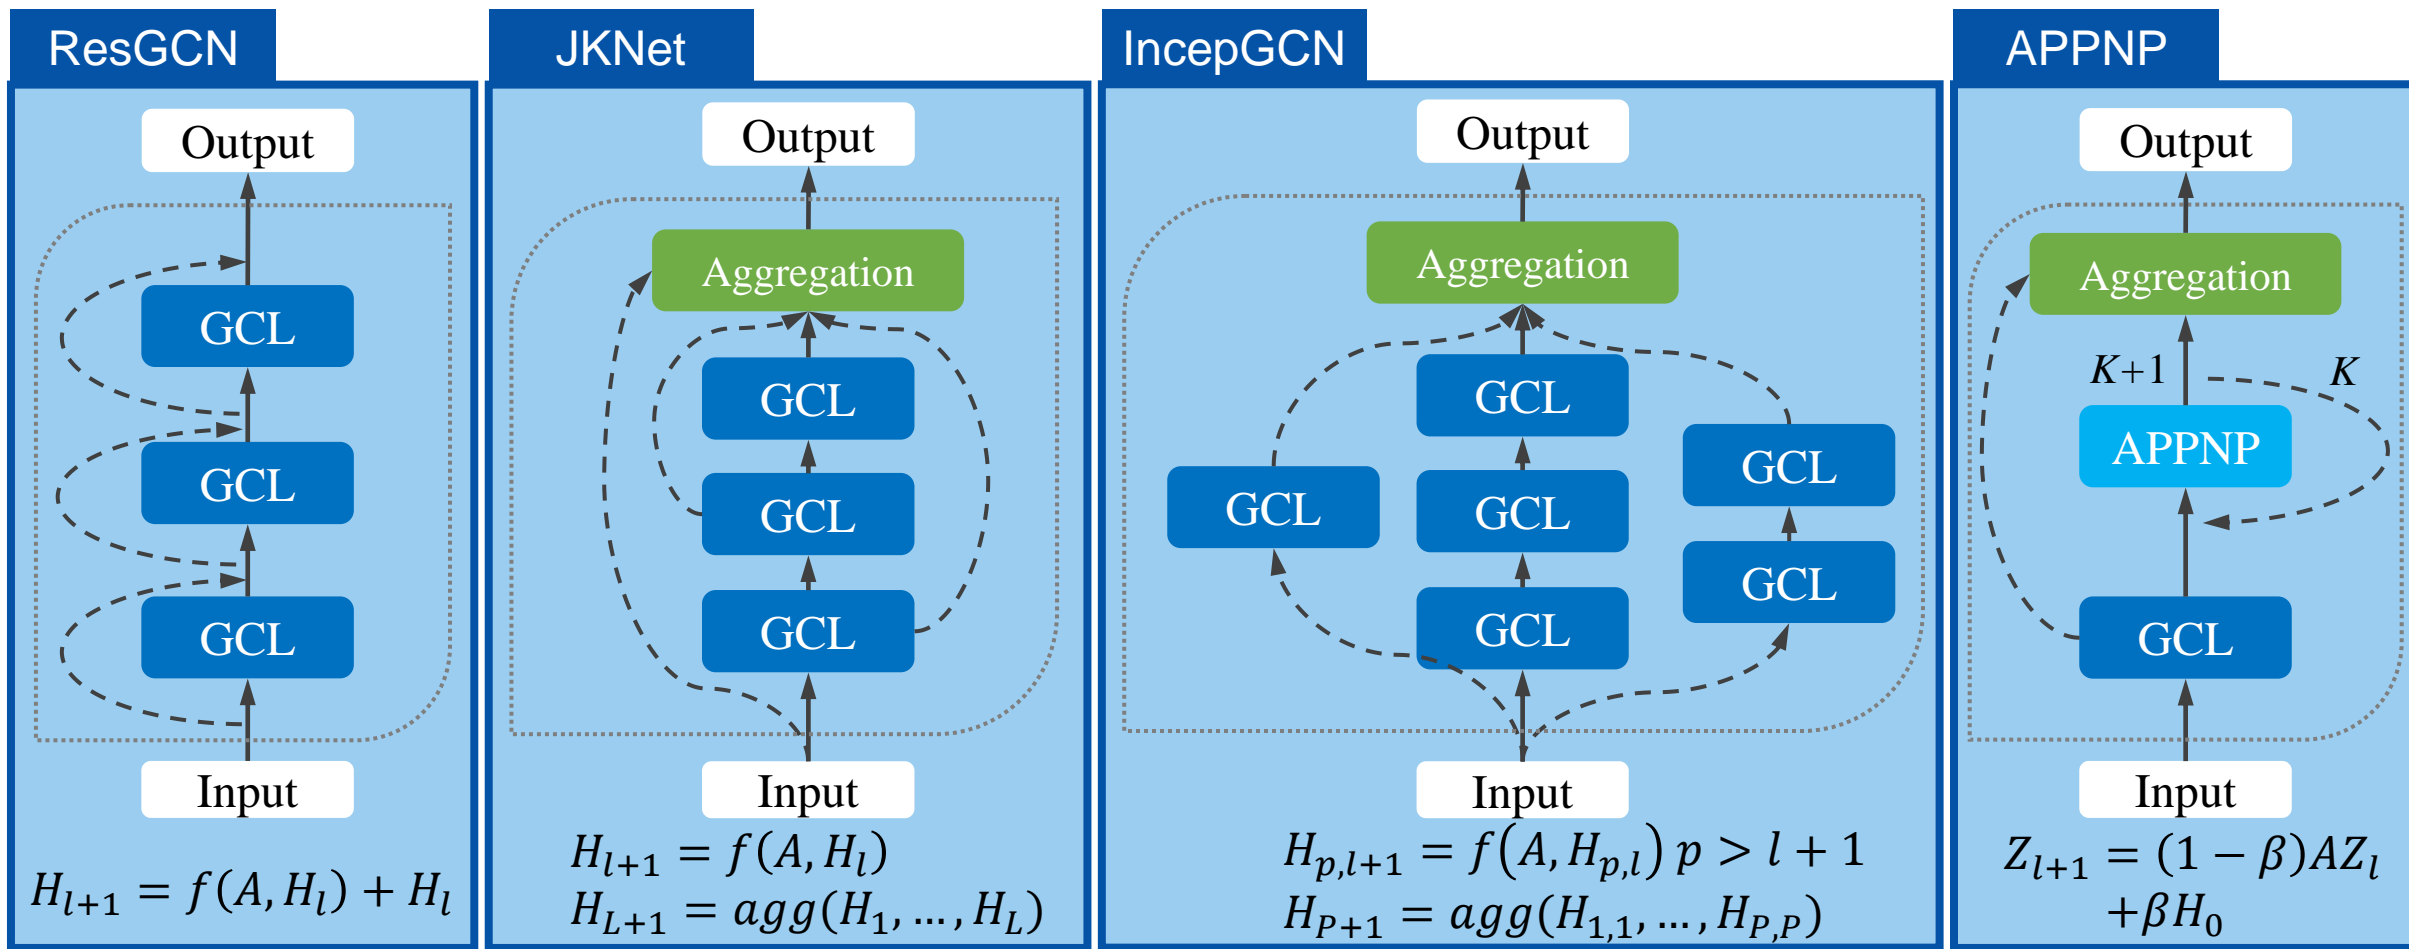 ResGCN
Output
GCL
GCL
GCL
Input
H_{l+1} = f(A, H_l) + H_l
JKNet
Output
Aggregation
GCL
GCL
GCL
Input
H_{l+1} = f(A, H_l)
H_{L+1} = agg(H_1, ..., H_L)
IncepGCN
Output
Aggregation
GCL
GCL
GCL
GCL
GCL
GCL
Input
H_{p,l+1} = f(A, H_{p,l}) p > l + 1
H_{P+1} = agg(H_{1,1}, ..., H_{P,P})
APPNP
Output
Aggregation
K+1
K
APPNP
GCL
Input
Z_{l+1} = (1 − β)AZ_l
+βH_0